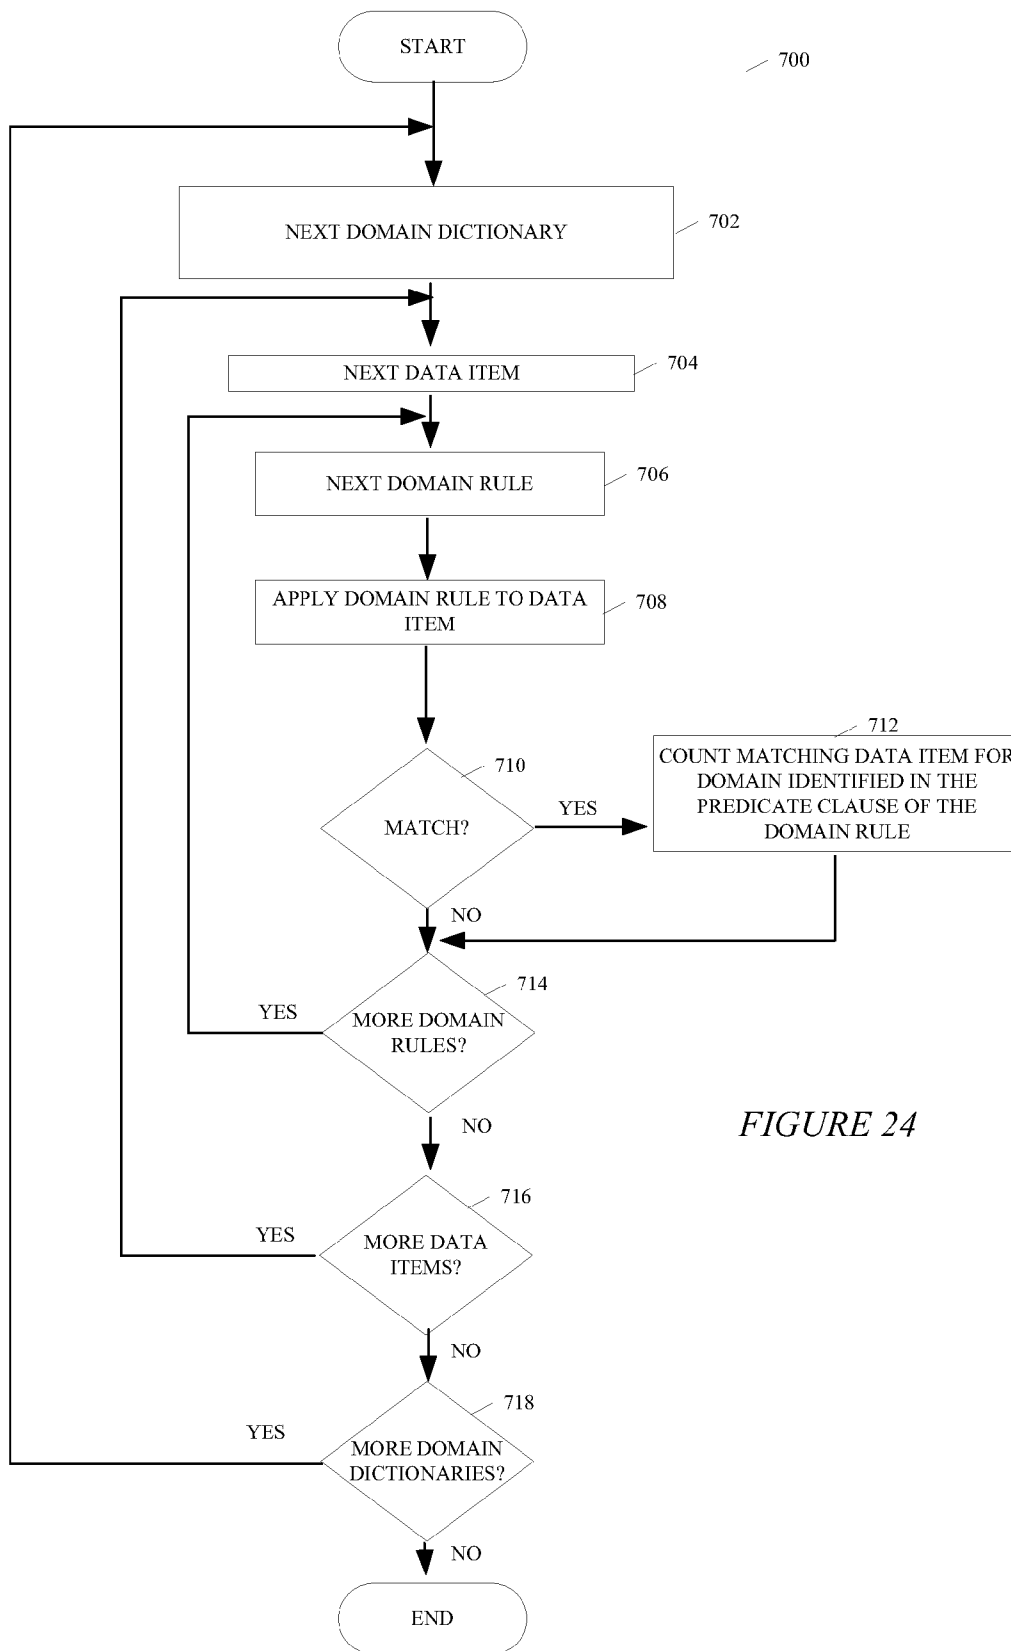 START
700
NEXT DOMAIN DICTIONARY
702
NEXT DATA ITEM
704
NEXT DOMAIN RULE
706
APPLY DOMAIN RULE TO DATA
ITEM
708
712
COUNT MATCHING DATA ITEM FOR
DOMAIN IDENTIFIED IN THE
PREDICATE CLAUSE OF THE
DOMAIN RULE
710
MATCH?
YES
NO
714
YES
MORE DOMAIN
RULES?
FIGURE 24
NO
716
YES
MORE DATA
ITEMS?
NO
718
YES
MORE DOMAIN
DICTIONARIES?
NO
END